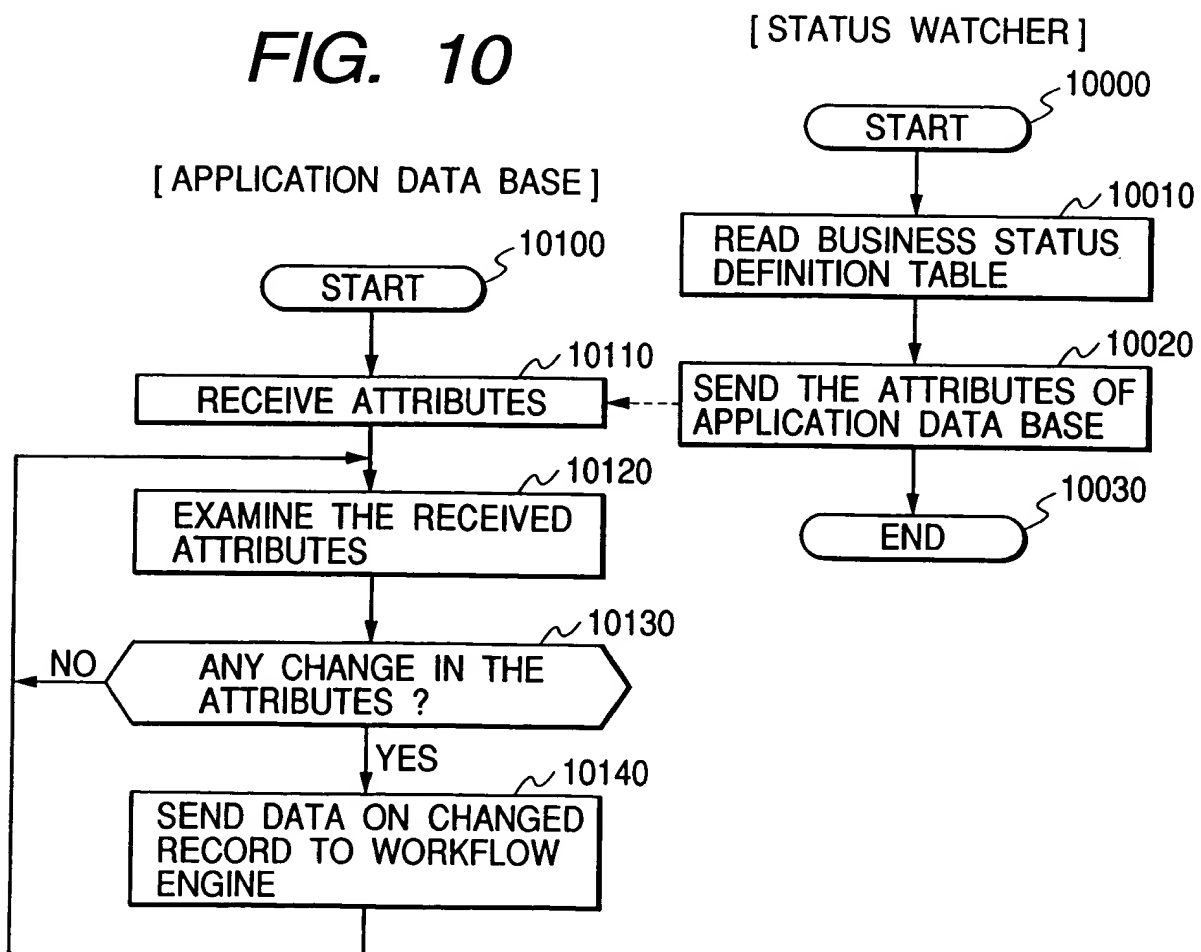 FIG. 10
[ STATUS WATCHER ]
10000
START
10010
READ BUSINESS STATUS
DEFINITION TABLE
10020
SEND THE ATTRIBUTES OF
APPLICATION DATA BASE
10030
END
[ APPLICATION DATA BASE ]
10100
START
10110
RECEIVE ATTRIBUTES
10120
EXAMINE THE RECEIVED
ATTRIBUTES
10130
ANY CHANGE IN THE
ATTRIBUTES ?
NO
YES
10140
SEND DATA ON CHANGED
RECORD TO WORKFLOW
ENGINE